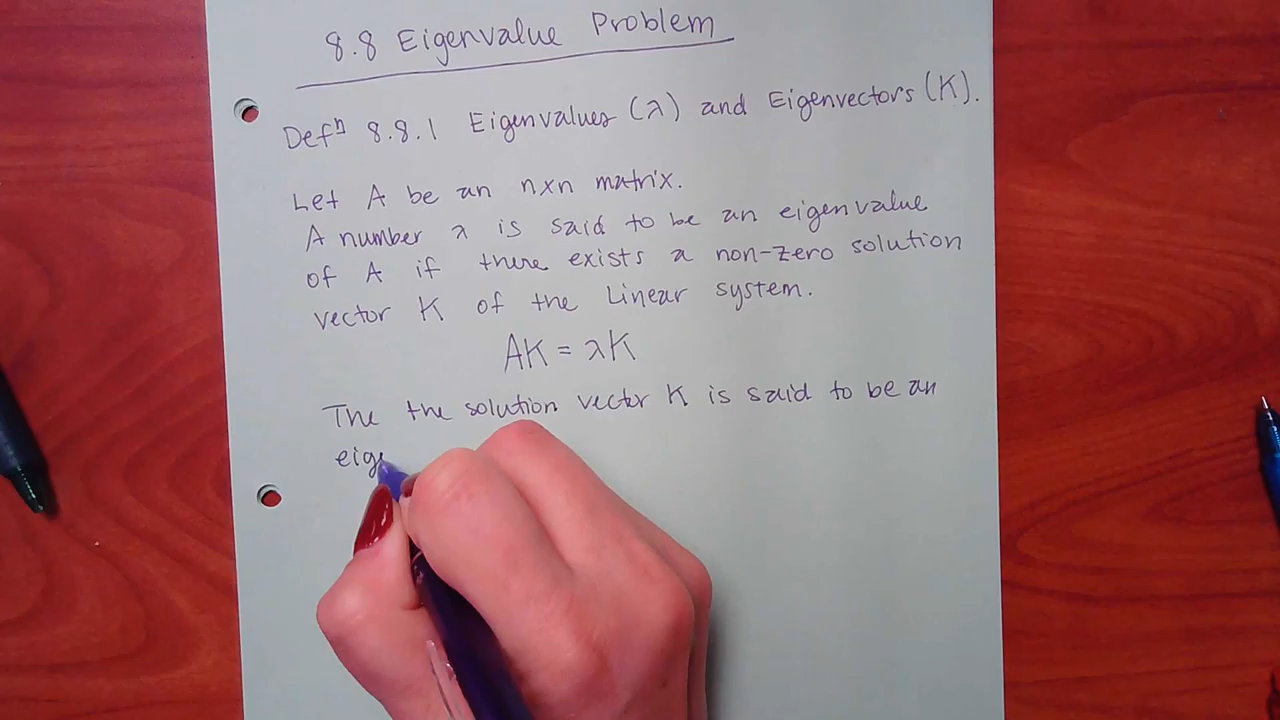 8.8 Eigenvalue Problem
Defⁿ 8.8.1 Eigenvalues (λ) and Eigenvectors (K).
Let A be an nxn matrix.
A number λ is said to be an eigenvalue
of A if there exists a non-zero solution
vector K of the Linear system.
AK = λK
The the solution vector K is said to be an
eige